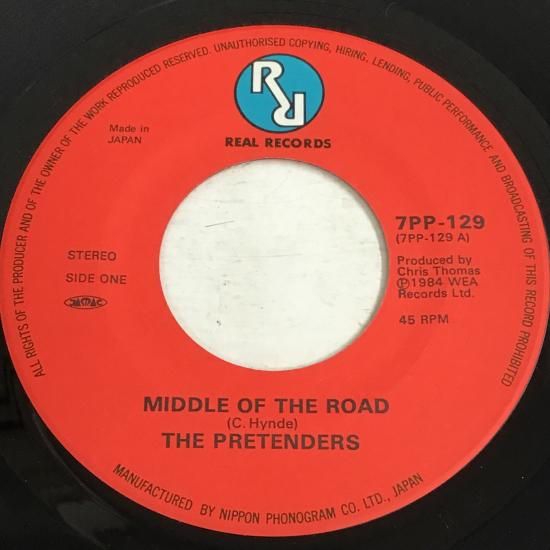 ALL RIGHTS OF THE PRODUCER AND OF THE OWNER OF THE WORK REPRODUCED RESERVED. UNAUTHORISED COPYING, HIRING, LENDING, PUBLIC PERFORMANCE AND BROADCASTING OF THIS RECORD PROHIBITED
RR
REAL RECORDS
Made in
JAPAN
7PP-129
(7PP-129 A)
STEREO
SIDE ONE
JASRAC
Produced by
Chris Thomas
Ⓟ1984 WEA
Records Ltd.
45 RPM
MIDDLE OF THE ROAD
(C. Hynde)
THE PRETENDERS
MANUFACTURED BY NIPPON PHONOGRAM CO. LTD., JAPAN